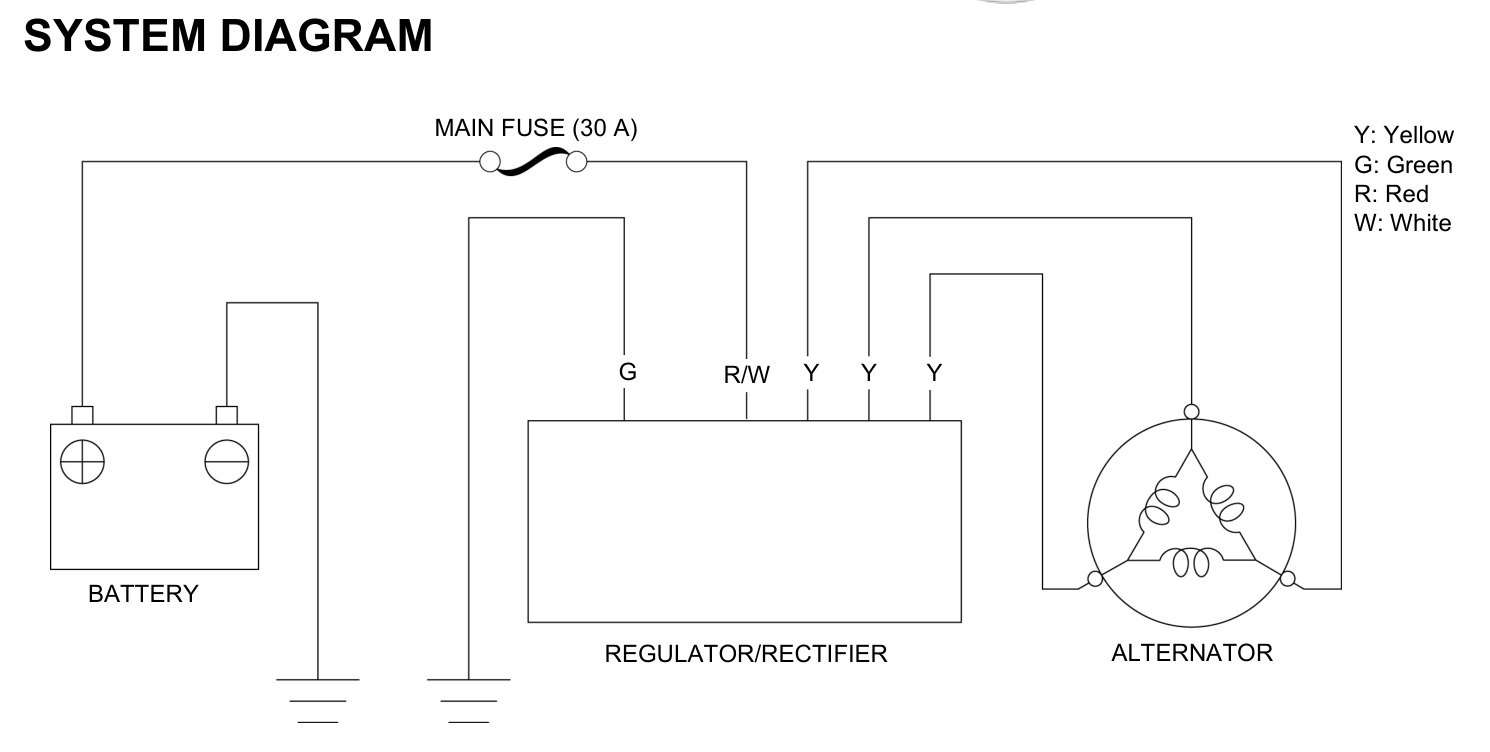 SYSTEM DIAGRAM
MAIN FUSE (30 A)
Y: Yellow
G: Green
R: Red
W: White
G
R/W
Y
Y
Y
BATTERY
REGULATOR/RECTIFIER
ALTERNATOR